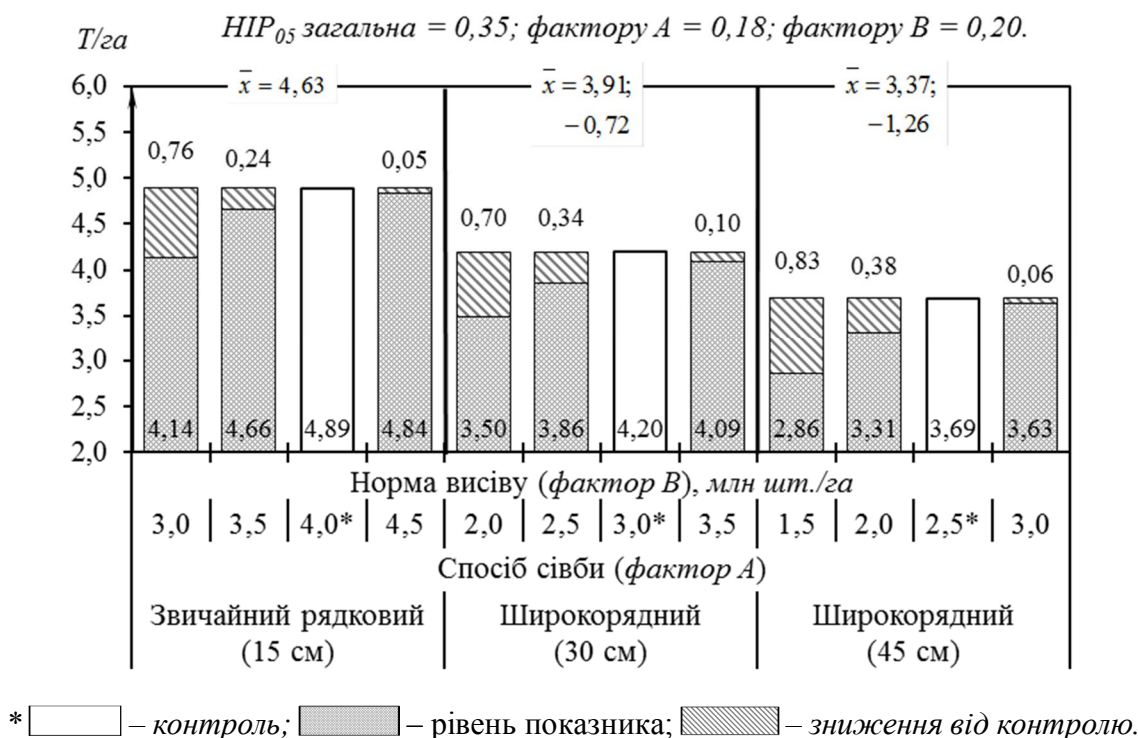 НІР05 загальна = 0,35; фактору А = 0,18; фактору В = 0,20.
Т/га
6,0
5,5
5,0
4,5
4,0
3,5
3,0
2,5
2,0
x̅ = 4,63
x̅ = 3,91;
−0,72
x̅ = 3,37;
−1,26
0,76 0,24 0,05 0,70 0,34 0,10 0,83 0,38 0,06
4,14 4,66 4,89 4,84 3,50 3,86 4,20 4,09 2,86 3,31 3,69 3,63
Норма висіву (фактор В), млн шт./га
3,0 3,5 4,0* 4,5 2,0 2,5 3,0* 3,5 1,5 2,0 2,5* 3,0
Спосіб сівби (фактор А)
Звичайний рядковий
(15 см)
Широкорядний
(30 см)
Широкорядний
(45 см)
* – контроль; – рівень показника; – зниження від контролю.